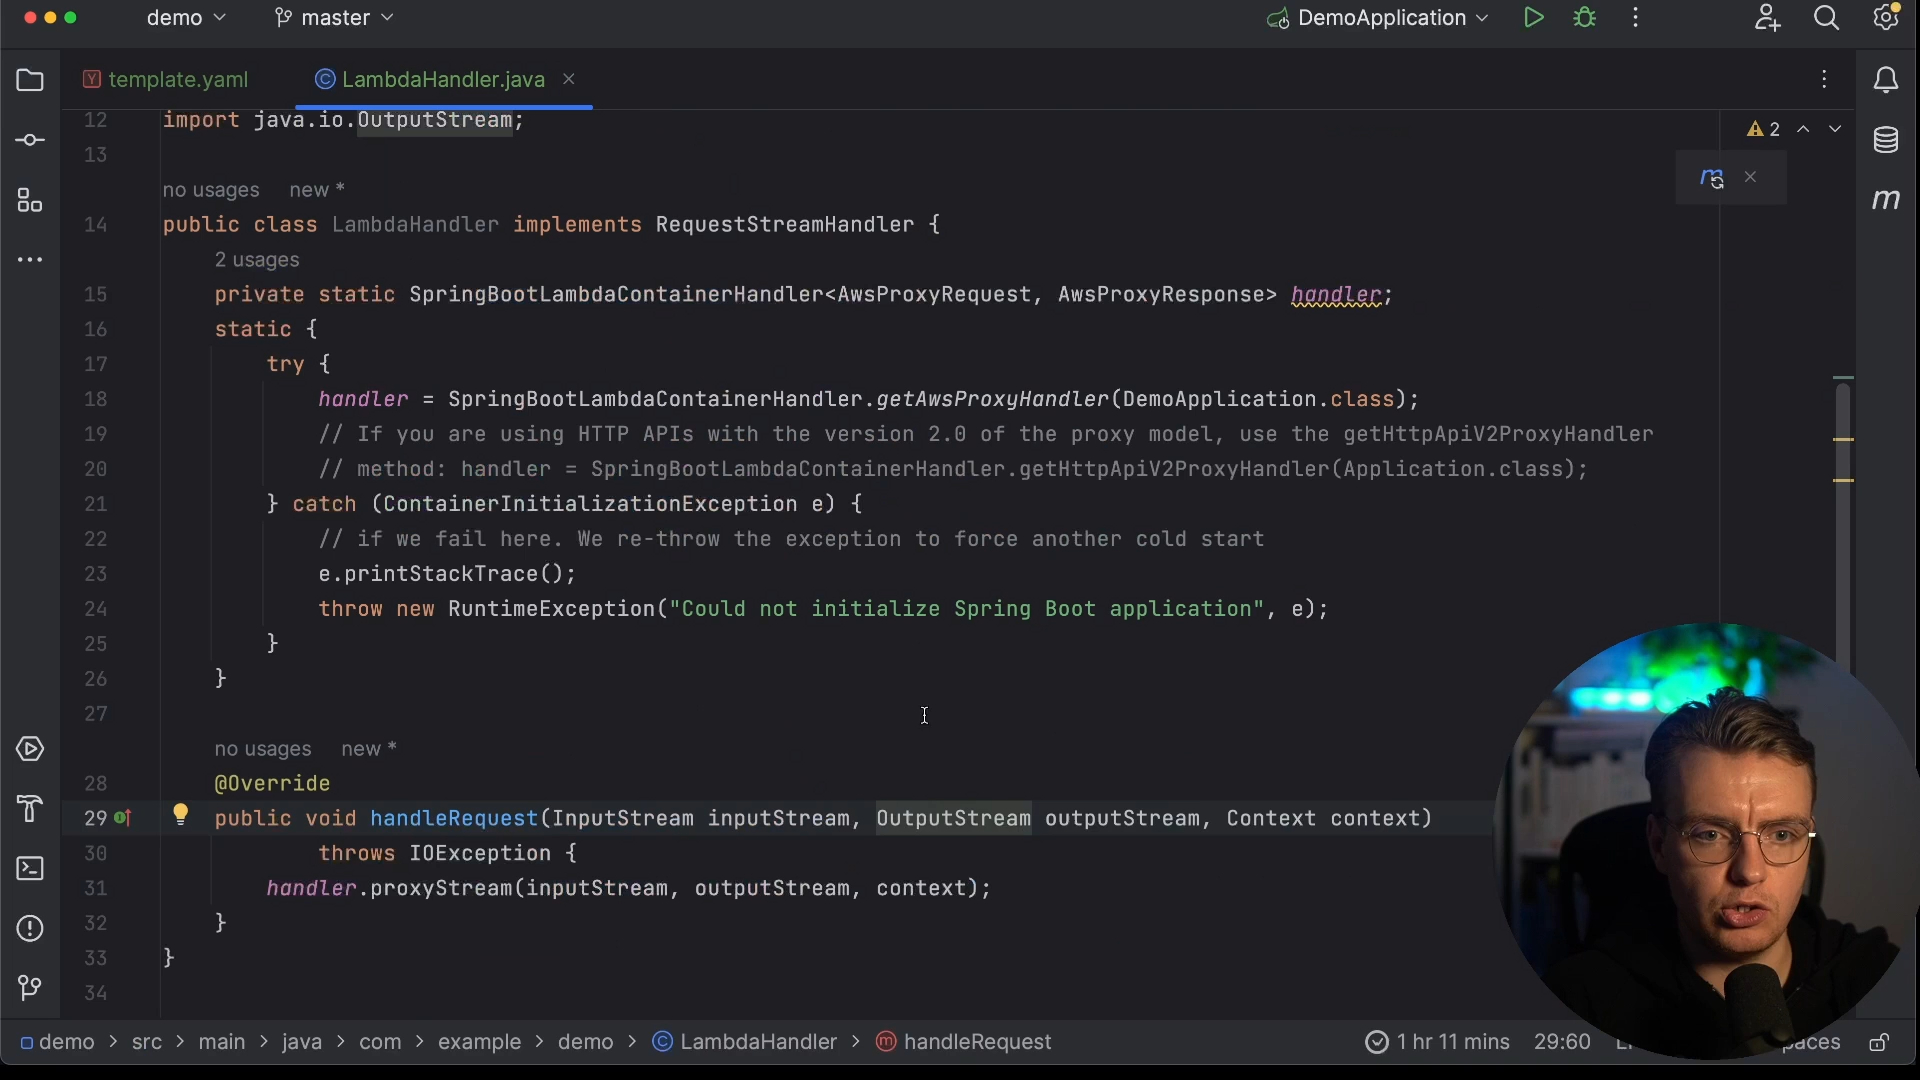 demo
master
DemoApplication
template.yaml
LambdaHandler.java
12 import java.io.OutputStream;
2
13
no usages new *
14 public class LambdaHandler implements RequestStreamHandler {
2 usages
15 private static SpringBootLambdaContainerHandler<AwsProxyRequest, AwsProxyResponse> handler;
16 static {
17 try {
18 handler = SpringBootLambdaContainerHandler.getAwsProxyHandler(DemoApplication.class);
19 // If you are using HTTP APIs with the version 2.0 of the proxy model, use the getHttpApiV2ProxyHandler
20 // method: handler = SpringBootLambdaContainerHandler.getHttpApiV2ProxyHandler(Application.class);
21 } catch (ContainerInitializationException e) {
22 // if we fail here. We re-throw the exception to force another cold start
23 e.printStackTrace();
24 throw new RuntimeException("Could not initialize Spring Boot application", e);
25 }
26 }
27
no usages new *
28 @Override
29 public void handleRequest(InputStream inputStream, OutputStream outputStream, Context context)
30 throws IOException {
31 handler.proxyStream(inputStream, outputStream, context);
32 }
33 }
34
demo > src > main > java > com > example > demo > LambdaHandler > handleRequest
1 hr 11 mins 29:60